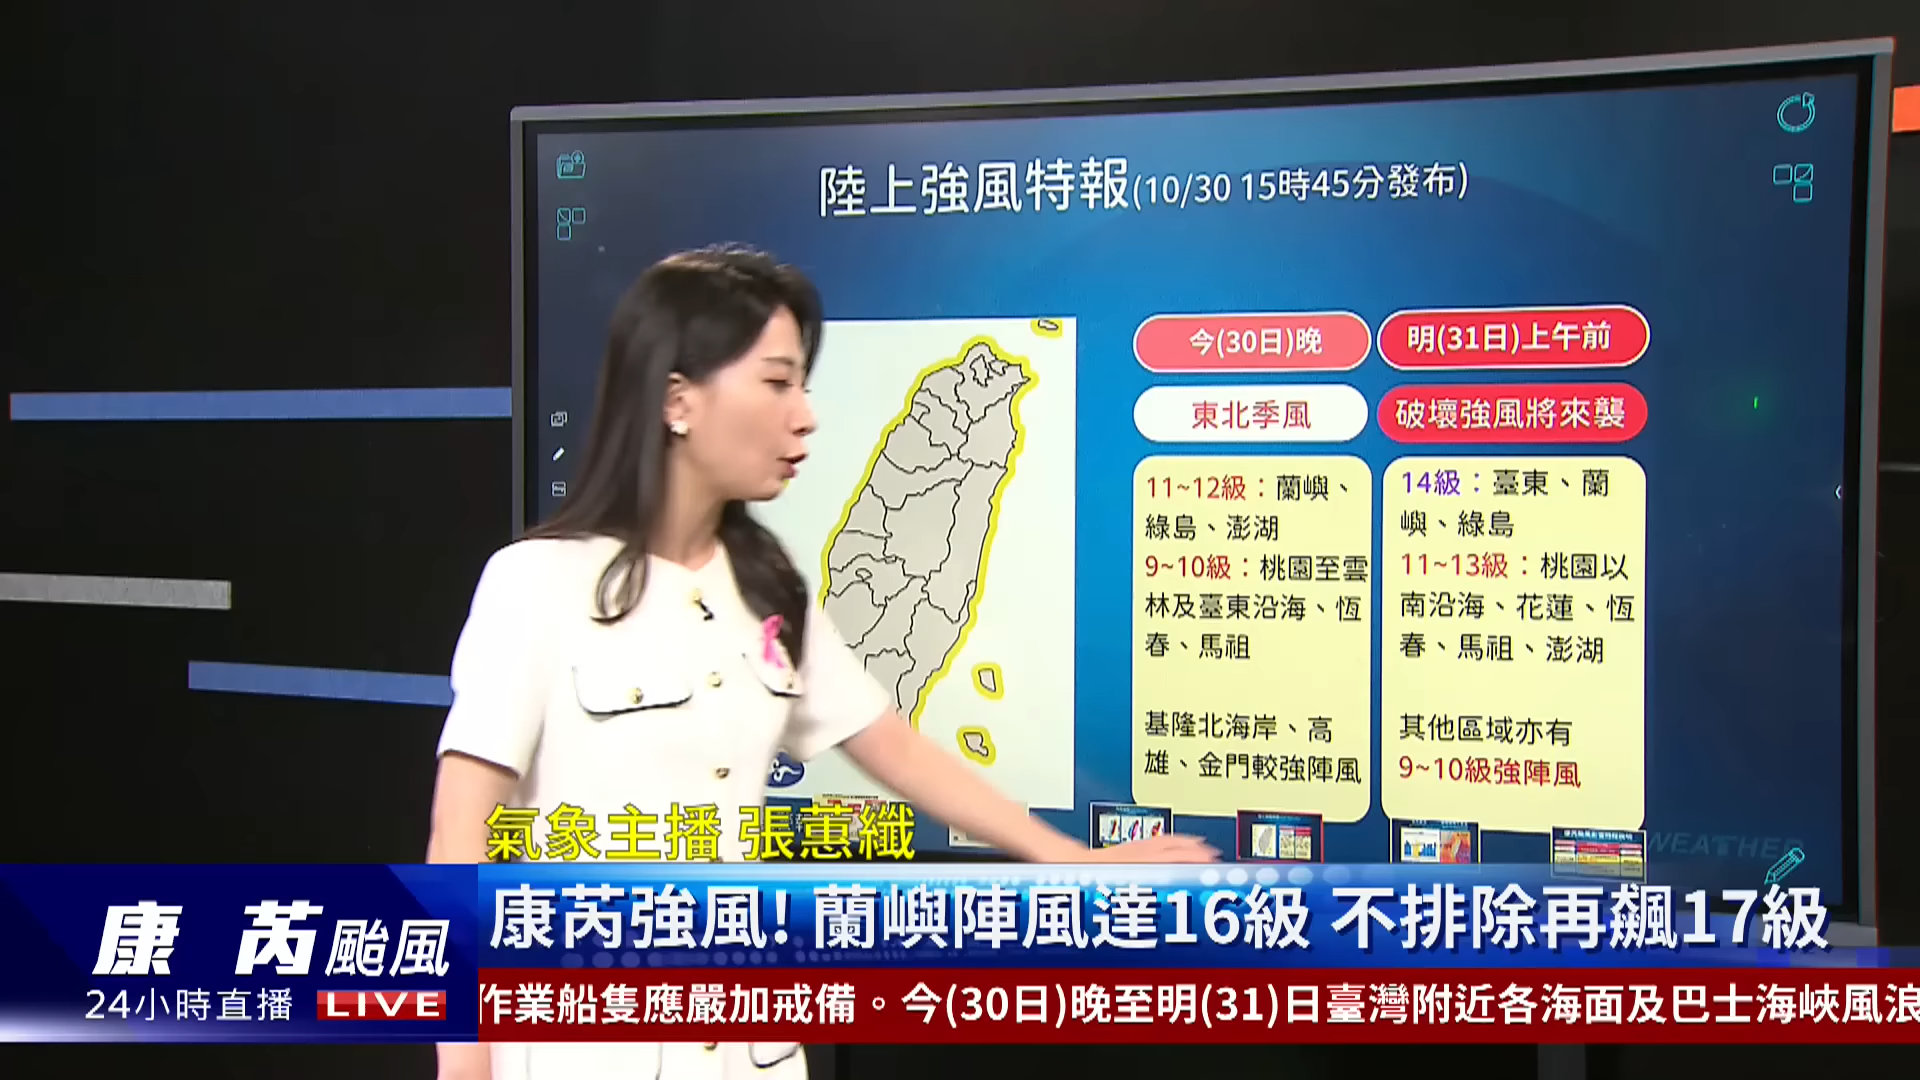 陸上強風特報(10/30 15時45分發布)
今(30日)晚
明(31日)上午前
東北季風
破壞強風將來襲
11~12級：蘭嶼、
綠島、澎湖
9~10級：桃園至雲
林及臺東沿海、恆
春、馬祖
基隆北海岸、高
雄、金門較強陣風
14級：臺東、蘭
嶼、綠島
11~13級：桃園以
南沿海、花蓮、恆
春、馬祖、澎湖
其他區域亦有
9~10級強陣風
WEATHER
氣象主播 張蕙纖
康芮颱風
24小時直播 LIVE
康芮強風! 蘭嶼陣風達16級 不排除再飆17級
作業船隻應嚴加戒備。今(30日)晚至明(31)日臺灣附近各海面及巴士海峽風浪